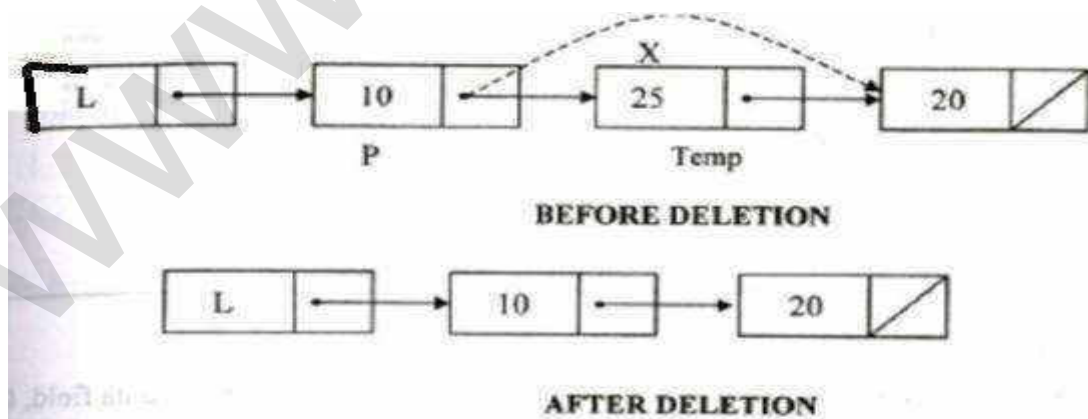 X
L 10 25 20
P Temp
BEFORE DELETION
L 10 20
AFTER DELETION